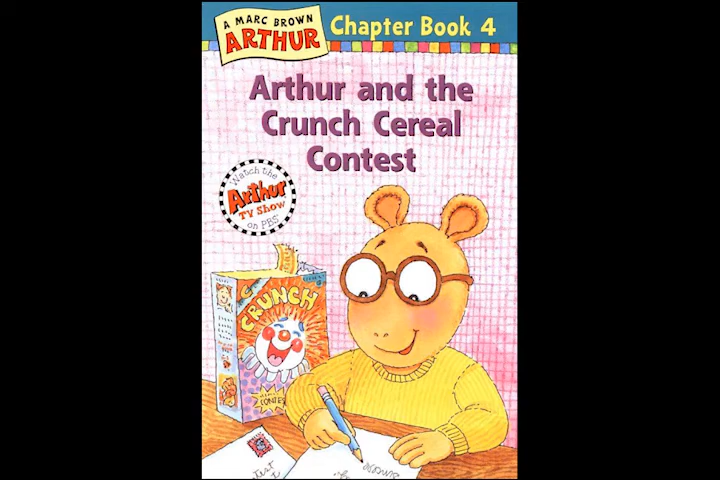 A MARC BROWN
ARTHUR
Chapter Book 4
Arthur and the
Crunch Cereal
Contest
Watch the
Arthur
TV Show
on PBS
CRUNCH
CONTEST